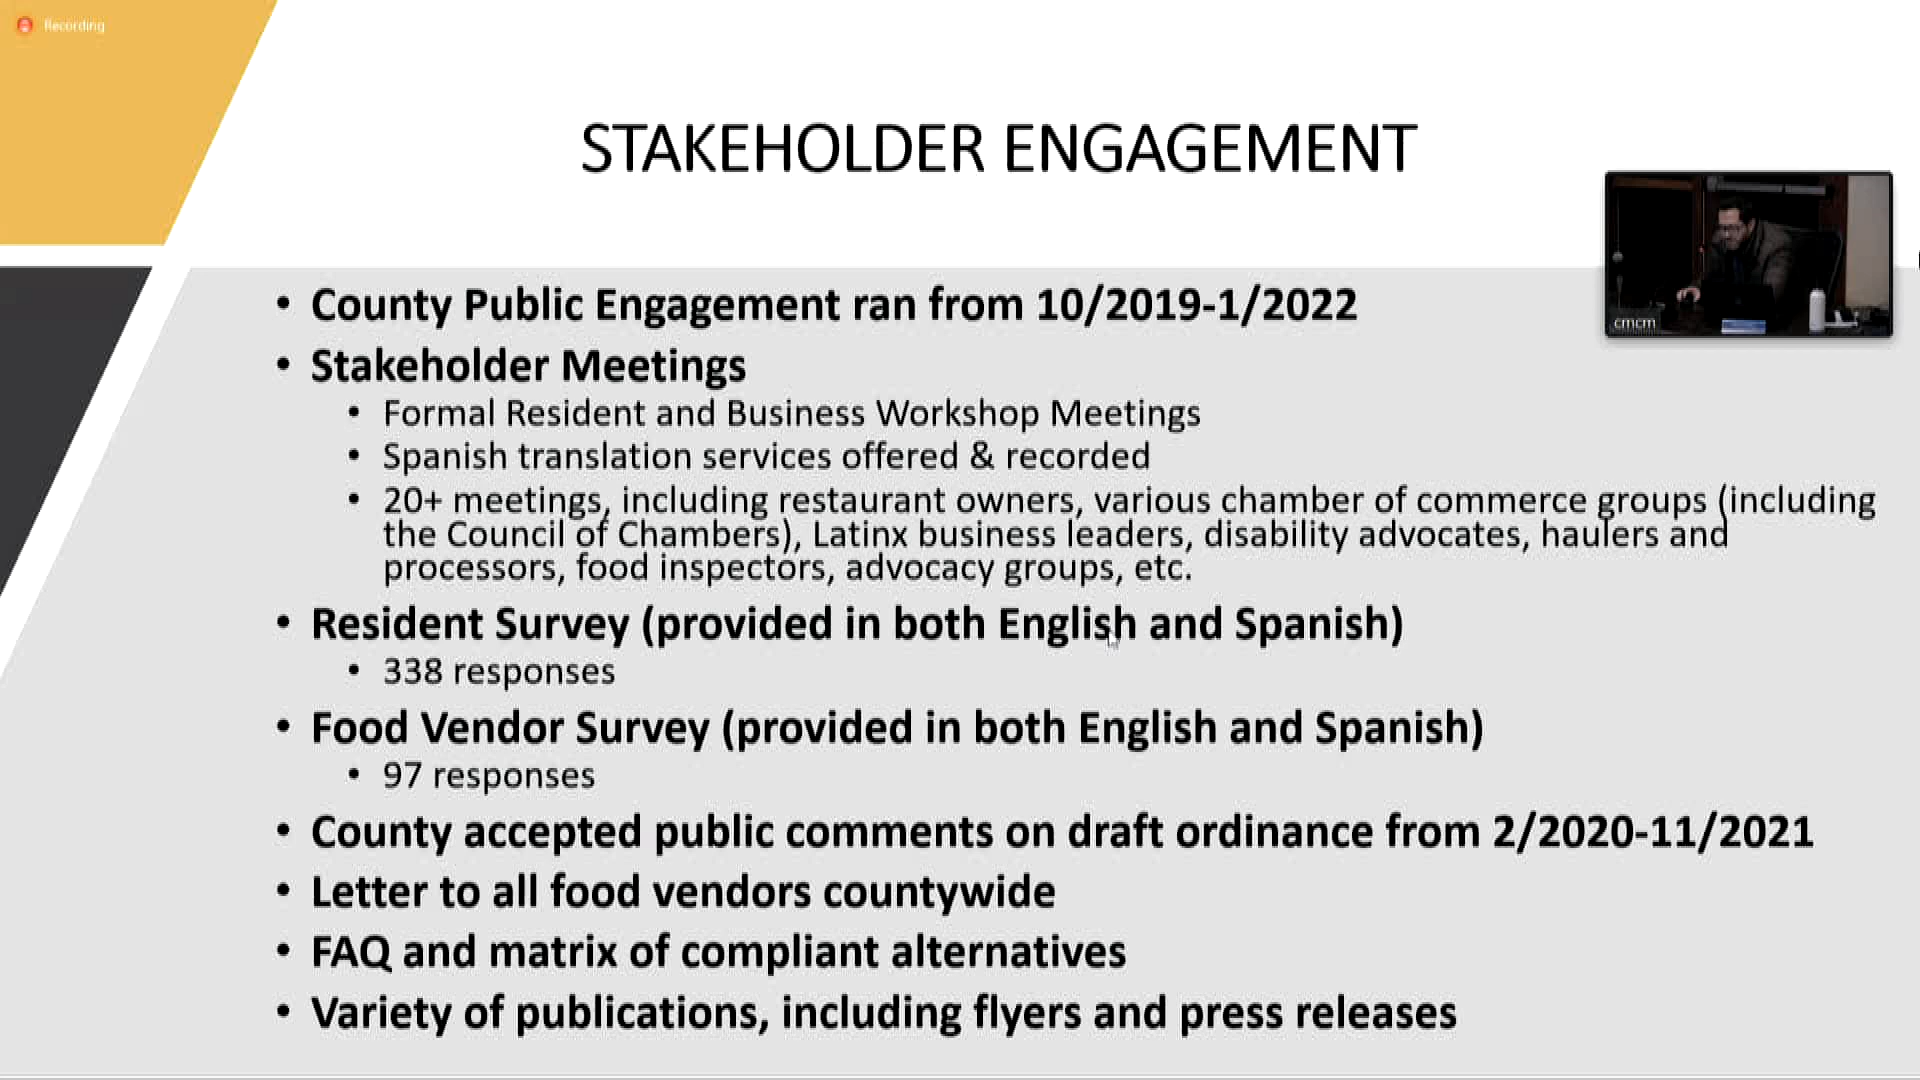 Recording
STAKEHOLDER ENGAGEMENT
cmcm
• County Public Engagement ran from 10/2019-1/2022
• Stakeholder Meetings
• Formal Resident and Business Workshop Meetings
• Spanish translation services offered & recorded
• 20+ meetings, including restaurant owners, various chamber of commerce groups (including
the Council of Chambers), Latinx business leaders, disability advocates, haulers and
processors, food inspectors, advocacy groups, etc.
• Resident Survey (provided in both English and Spanish)
• 338 responses
• Food Vendor Survey (provided in both English and Spanish)
• 97 responses
• County accepted public comments on draft ordinance from 2/2020-11/2021
• Letter to all food vendors countywide
• FAQ and matrix of compliant alternatives
• Variety of publications, including flyers and press releases